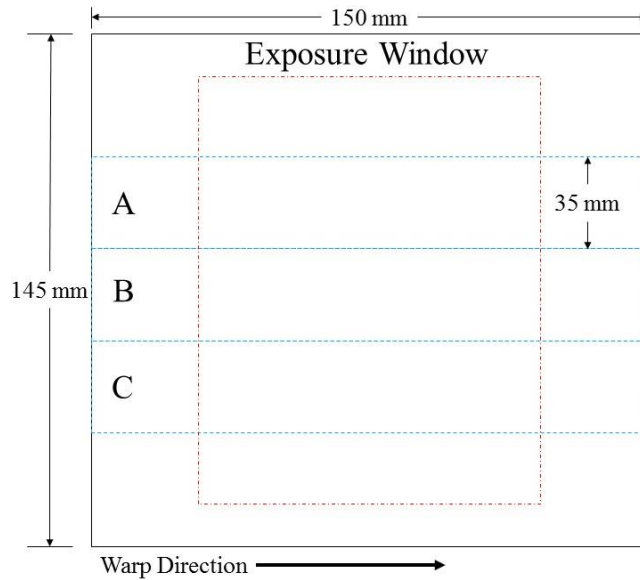 150 mm
Exposure Window
A
35 mm
B
145 mm
C
Warp Direction